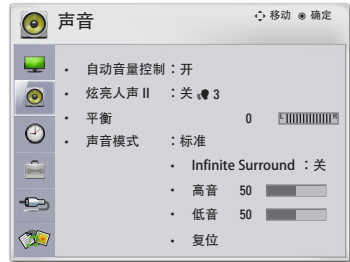 声音 移动 确定
• 自动音量控制：开
• 炫亮人声 II ：关 3
• 平衡 0 L R
• 声音模式 ：标准
• Infinite Surround ：关
• 高音 50
• 低音 50
• 复位